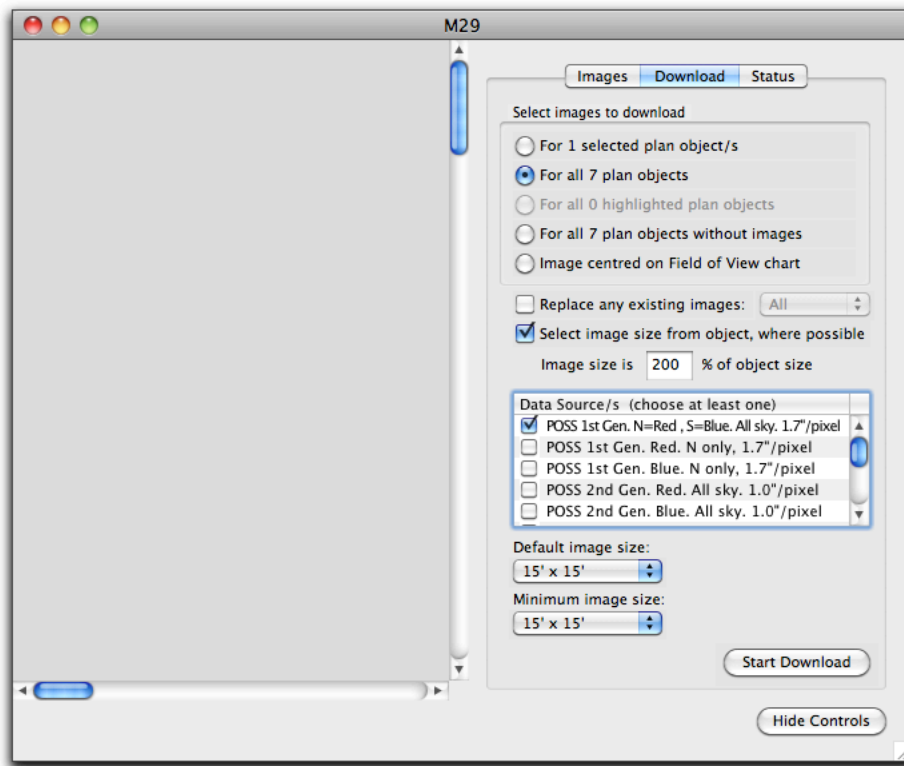 M29
Images Download Status
Select images to download
For 1 selected plan object/s
For all 7 plan objects
For all 0 highlighted plan objects
For all 7 plan objects without images
Image centred on Field of View chart
Replace any existing images: All
Select image size from object, where possible
Image size is 200 % of object size
Data Source/s (choose at least one)
POSS 1st Gen. N=Red , S=Blue. All sky. 1.7"/pixel
POSS 1st Gen. Red. N only, 1.7"/pixel
POSS 1st Gen. Blue. N only, 1.7"/pixel
POSS 2nd Gen. Red. All sky. 1.0"/pixel
POSS 2nd Gen. Blue. All sky. 1.0"/pixel
Default image size:
15' x 15'
Minimum image size:
15' x 15'
Start Download
Hide Controls